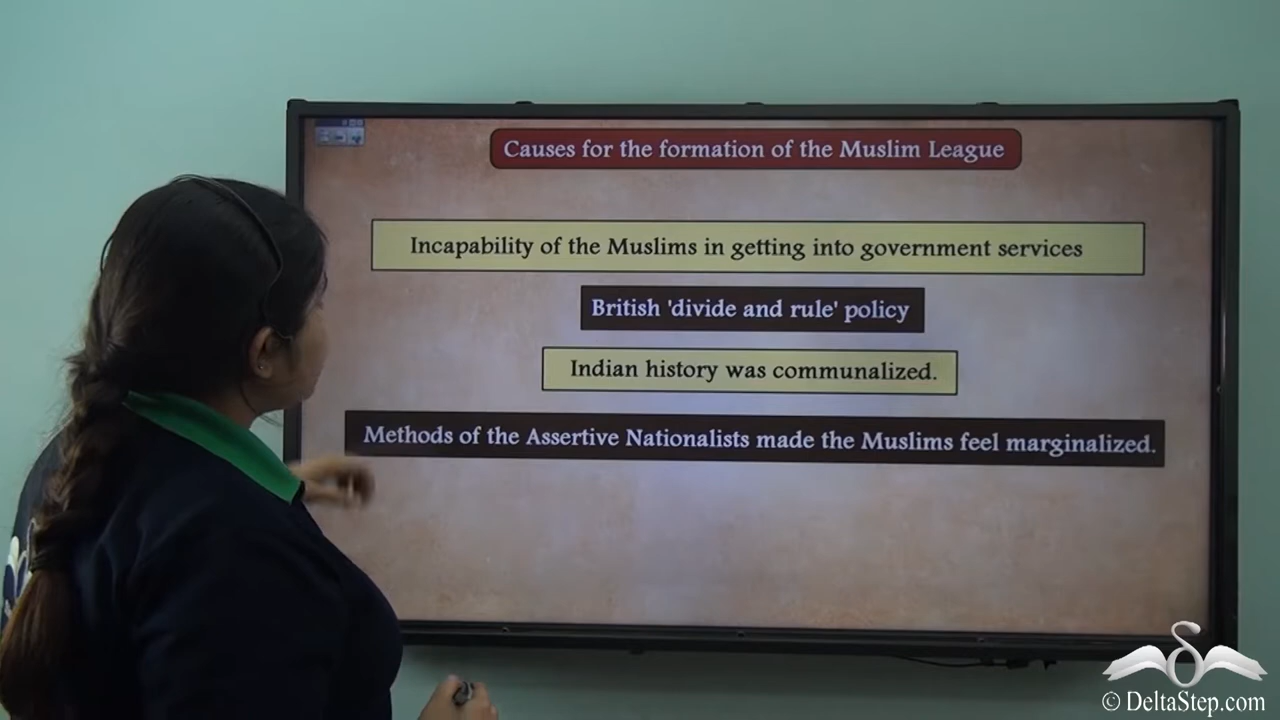 Causes for the formation of the Muslim League
Incapability of the Muslims in getting into government services
British 'divide and rule' policy
Indian history was communalized.
Methods of the Assertive Nationalists made the Muslims feel marginalized.
© DeltaStep.com